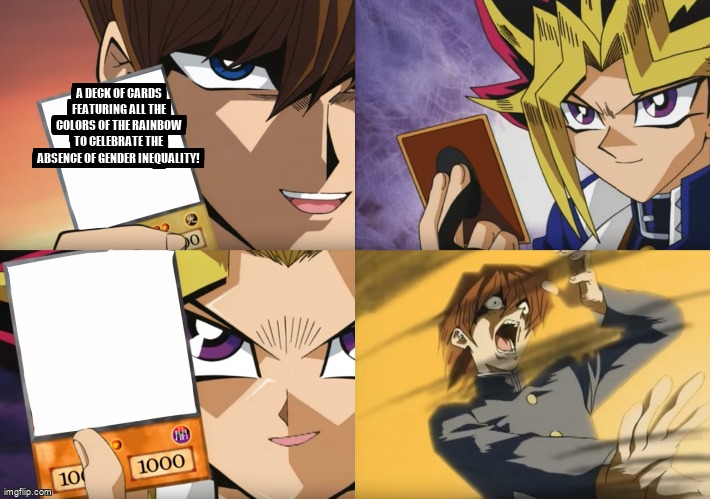 A DECK OF CARDS
FEATURING ALL THE
COLORS OF THE RAINBOW
TO CELEBRATE THE
ABSENCE OF GENDER INEQUALITY!
1000
imgflip.com